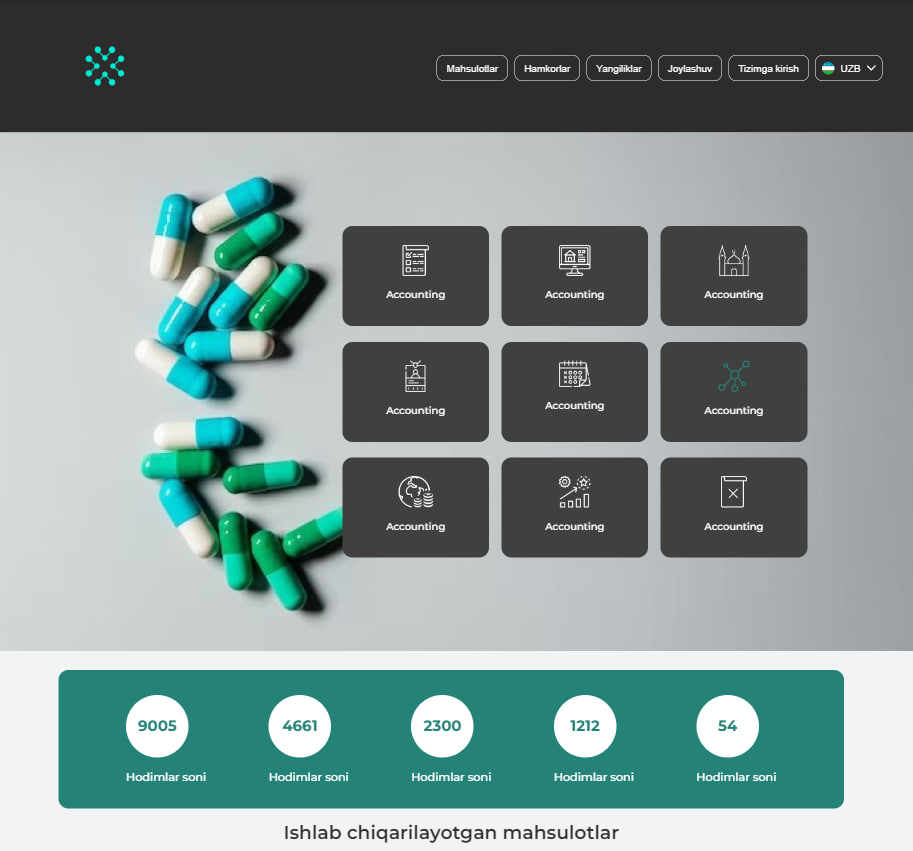 Mahsulotlar
Hamkorlar
Yangiliklar
Joylashuv
Tizimga kirish
UZB
Accounting
Accounting
Accounting
Accounting
Accounting
Accounting
Accounting
Accounting
Accounting
9005
4661
2300
1212
54
Hodimlar soni
Hodimlar soni
Hodimlar soni
Hodimlar soni
Hodimlar soni
Ishlab chiqarilayotgan mahsulotlar